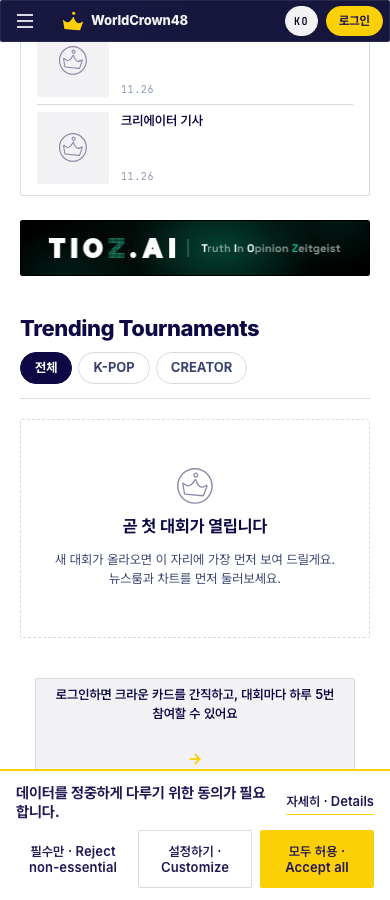 WorldCrown48
KO
로그인
11.26
크리에이터 기사
11.26
TIOZ.AI | Truth In Opinion Zeitgeist
Trending Tournaments
전체
K-POP
CREATOR
곧 첫 대회가 열립니다
새 대회가 올라오면 이 자리에 가장 먼저 보여 드릴게요.
뉴스룸과 차트를 먼저 둘러보세요.
로그인하면 크라운 카드를 간직하고, 대회마다 하루 5번
참여할 수 있어요
→
데이터를 정중하게 다루기 위한 동의가 필요
합니다.
자세히 · Details
필수만 · Reject
non-essential
설정하기 ·
Customize
모두 허용 ·
Accept all